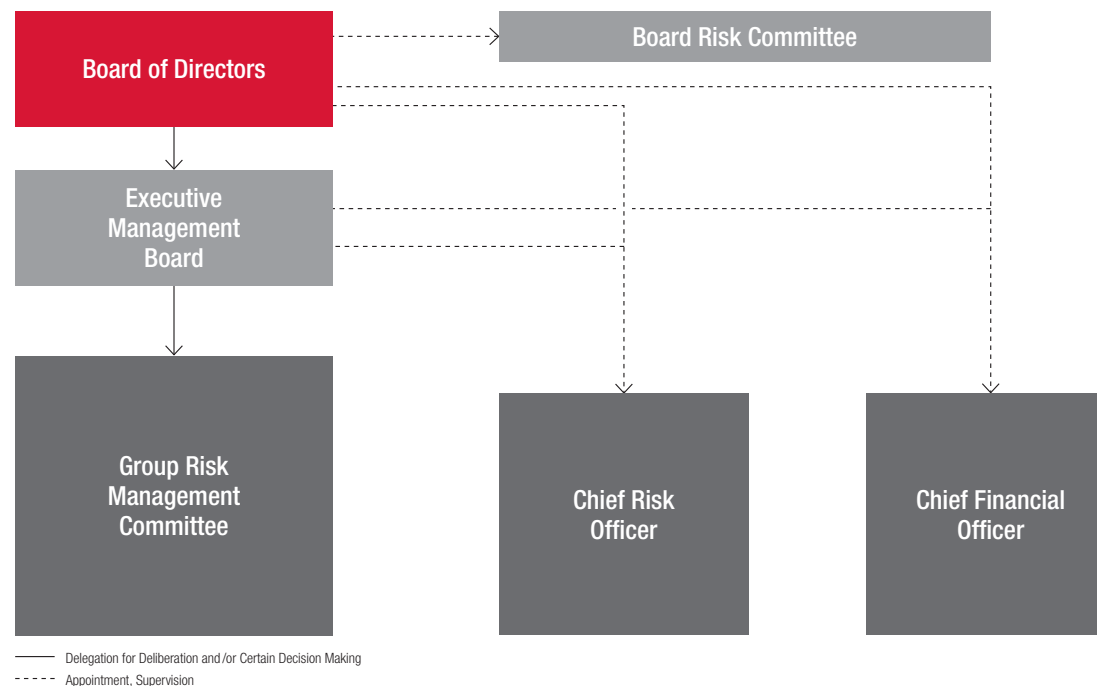 Board of Directors
Board Risk Committee
Executive
Management
Board
Group Risk
Management
Committee
Chief Risk
Officer
Chief Financial
Officer
Delegation for Deliberation and /or Certain Decision Making
Appointment, Supervision